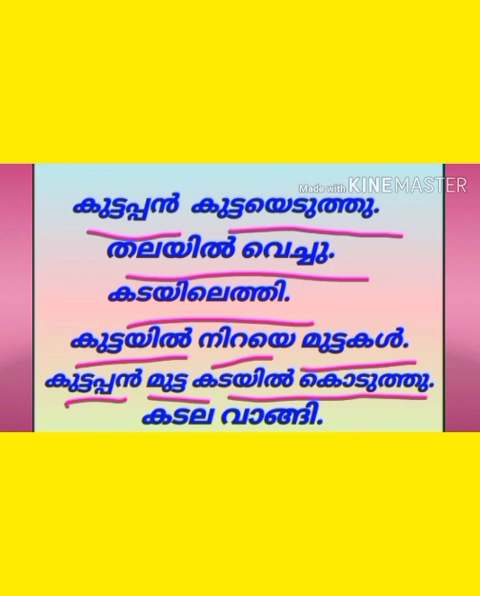 Made with KINEMASTER
കുട്ടപ്പൻ കുട്ടയെടുത്തു.
തലയിൽ വെച്ചു.
കടയിലെത്തി.
കുട്ടയിൽ നിറയെ മുട്ടകൾ.
കുട്ടപ്പൻ മുട്ട കടയിൽ കൊടുത്തു.
കടല വാങ്ങി.